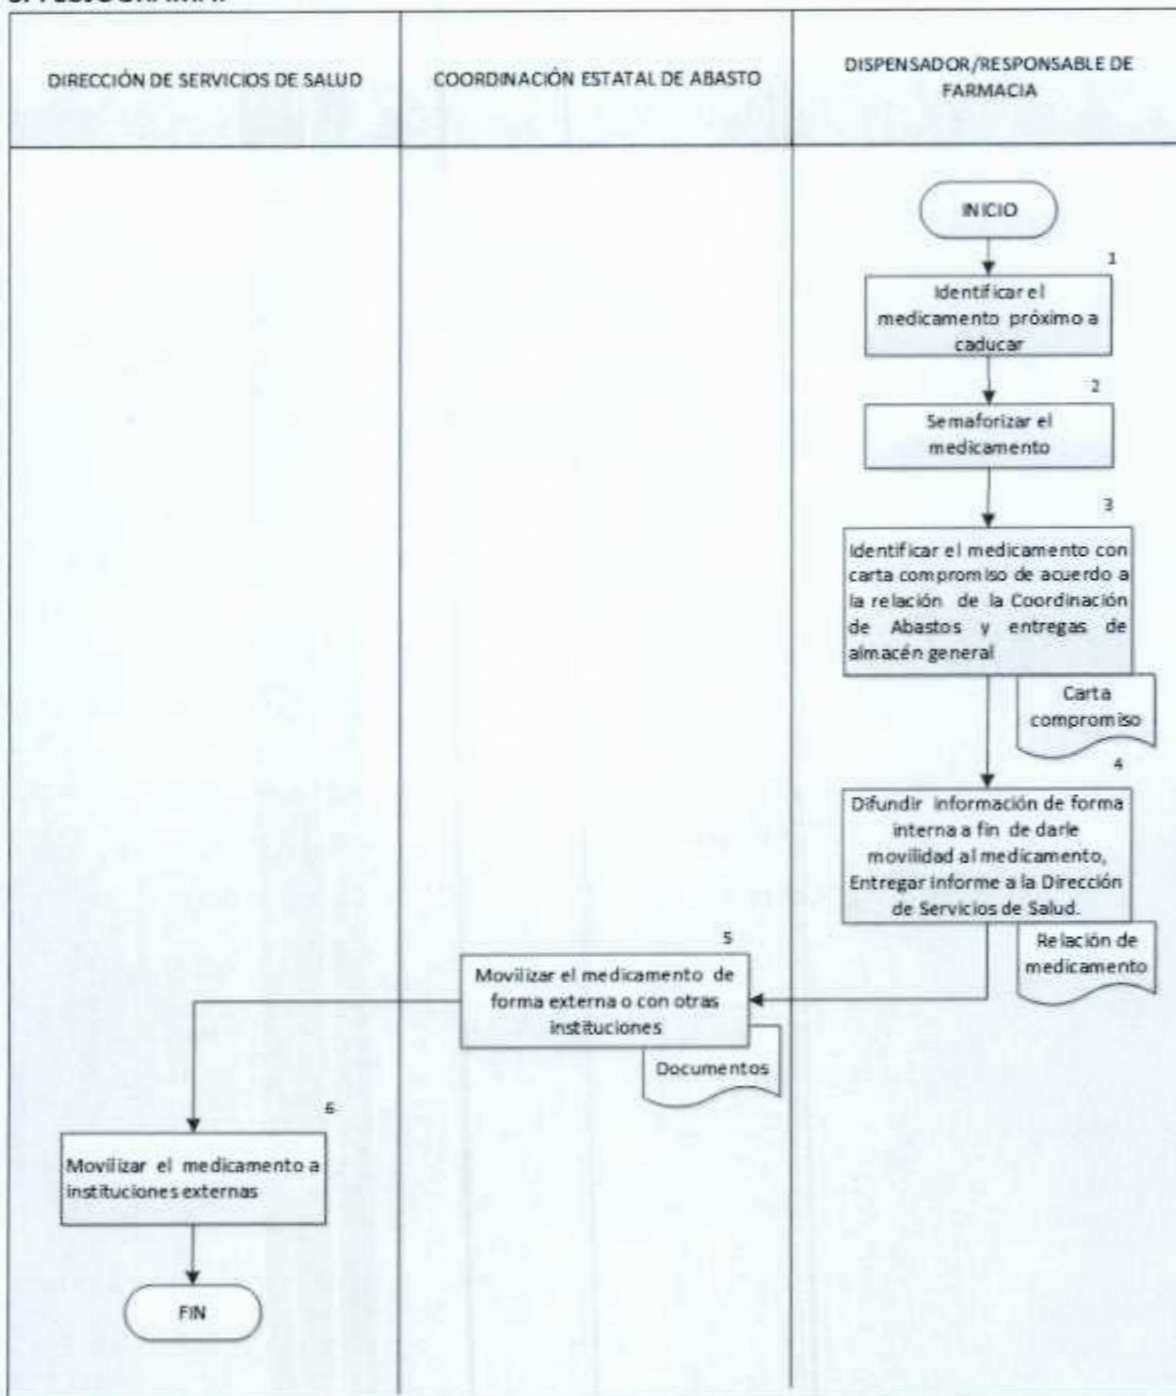 DIRECCIÓN DE SERVICIOS DE SALUD
COORDINACIÓN ESTATAL DE ABASTO
DISPENSADOR/RESPONSABLE DE
FARMACIA
INICIO
1
Identificar el
medicamento próximo a
caducar
2
Semaforizar el
medicamento
3
Identificar el medicamento con
carta compromiso de acuerdo a
la relación de la Coordinación
de Abastos y entregas de
almacén general
Carta
compromiso
4
Difundir información de forma
interna a fin de darle
movilidad al medicamento,
Entregar Informe a la Dirección
de Servicios de Salud.
Relación de
medicamento
5
Movilizar el medicamento de
forma externa o con otras
instituciones
Documentos
6
Movilizar el medicamento a
instituciones externas
FIN